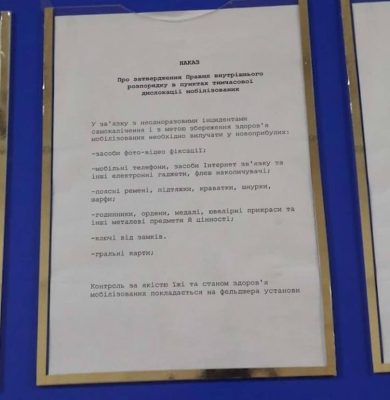 НАКАЗ
Про затвердження Правил внутрішнього
розпорядку в пунктах тимчасової
дислокації мобілізованих
У зв'язку з неодноразовими інцидентами
самокалічення і з метою збереження здоров'я
мобілізованих необхідно вилучати у новоприбулих:
-засоби фото-відео фіксації;
-мобільні телефони, засоби Інтернет зв'язку та
інші електронні гаджети, флеш накопичувачі;
-поясні ремені, підтяжки, краватки, шнурки,
шарфи;
-годинники, ордени, медалі, ювелірні прикраси та
інші металеві предмети й цінності;
-ключі від замків.
-гральні карти;
Контроль за якістю їжі та станом здоров'я
мобілізованих покладається на фельдшера установи